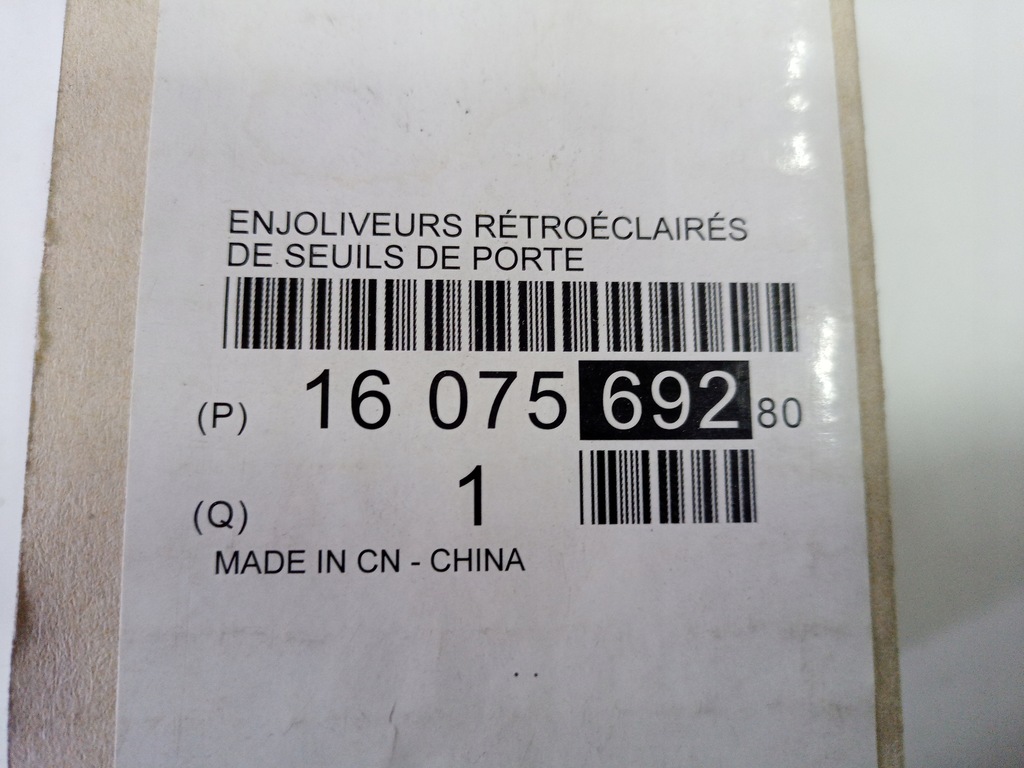 ENJOLIVEURS RÉTROÉCLAIRÉS
DE SEUILS DE PORTE
(P) 16 075 692 80
(Q) 1
MADE IN CN - CHINA